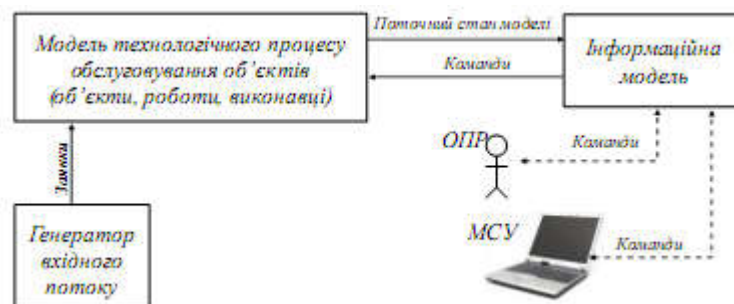 Модель технологічного процесу
обслуговування об’єктів
(об’єкти, роботи, виконавці)
Поточний стан моделі
Команди
Інформаційна
модель
ОПР
Команди
Заявки
Генератор
вхідного
потоку
МСУ
Команди